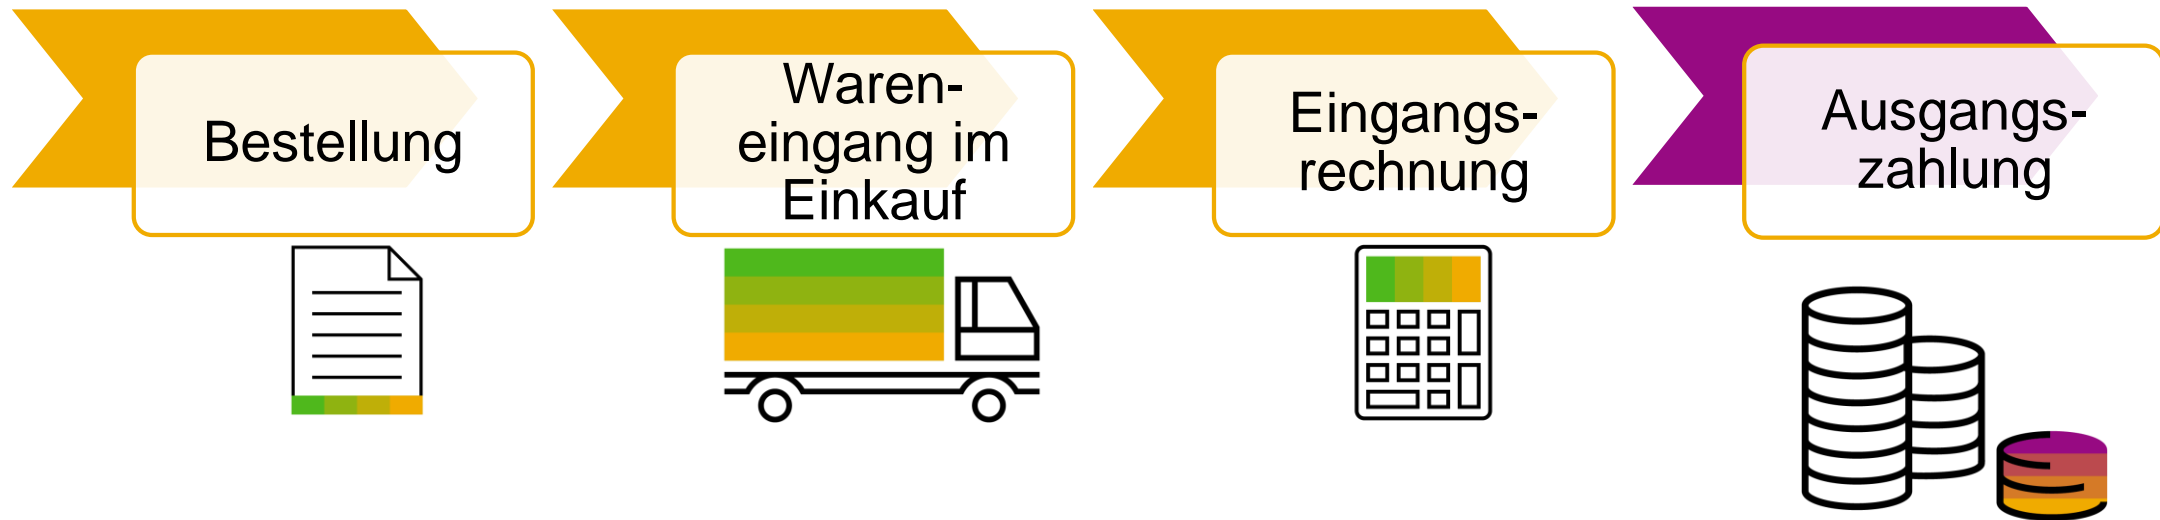 Bestellung
Waren-
eingang im
Einkauf
Eingangs-
rechnung
Ausgangs-
zahlung